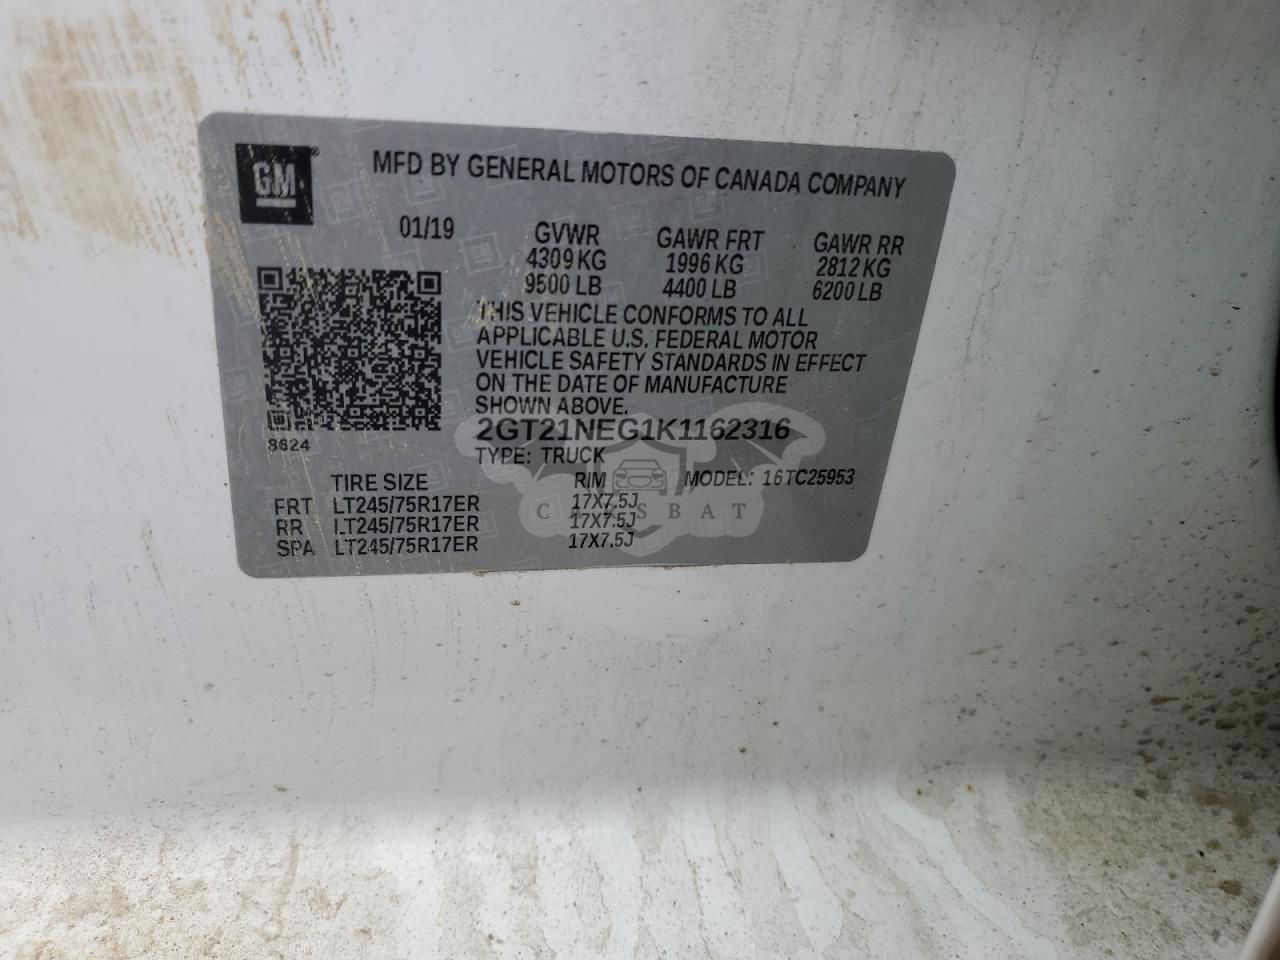 GM
MFD BY GENERAL MOTORS OF CANADA COMPANY
01/19 GVWR GAWR FRT GAWR RR
4309 KG 1996 KG 2812 KG
9500 LB 4400 LB 6200 LB
THIS VEHICLE CONFORMS TO ALL
APPLICABLE U.S. FEDERAL MOTOR
VEHICLE SAFETY STANDARDS IN EFFECT
ON THE DATE OF MANUFACTURE
SHOWN ABOVE.
8624
2GT21NEG1K1162316
TYPE: TRUCK
TIRE SIZE RIM MODEL: 16TC25953
FRT LT245/75R17ER 17X7.5J
RR LT245/75R17ER 17X7.5J
SPA LT245/75R17ER 17X7.5J
CARSBAT